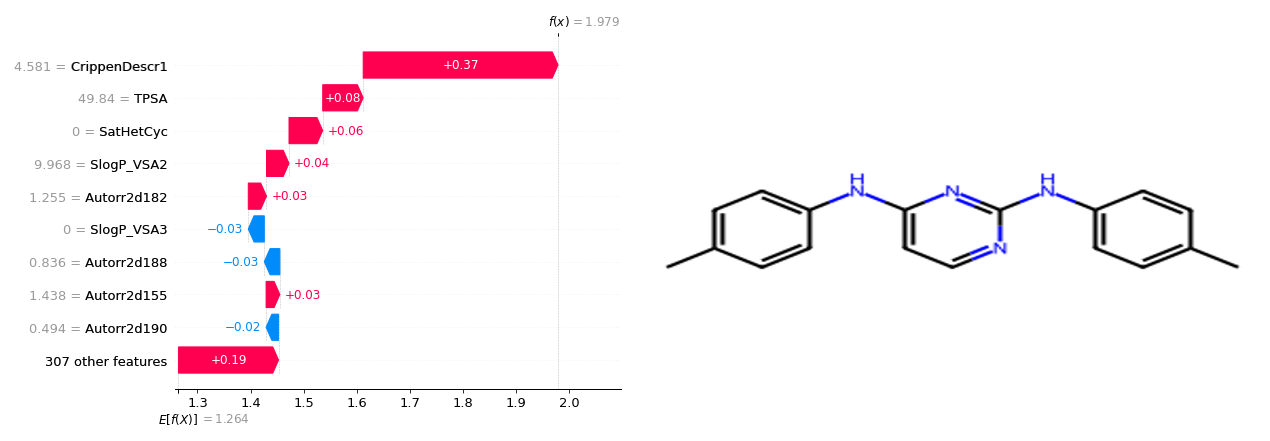 f(x) = 1.979
4.581 = CrippenDescr1
+0.37
49.84 = TPSA
+0.08
0 = SatHetCyc
+0.06
9.968 = SlogP_VSA2
+0.04
1.255 = Autorr2d182
+0.03
0 = SlogP_VSA3
−0.03
0.836 = Autorr2d188
−0.03
1.438 = Autorr2d155
+0.03
0.494 = Autorr2d190
−0.02
307 other features
+0.19
1.3 1.4 1.5 1.6 1.7 1.8 1.9 2.0
E[f(X)] = 1.264
H
N
N
H
N
N